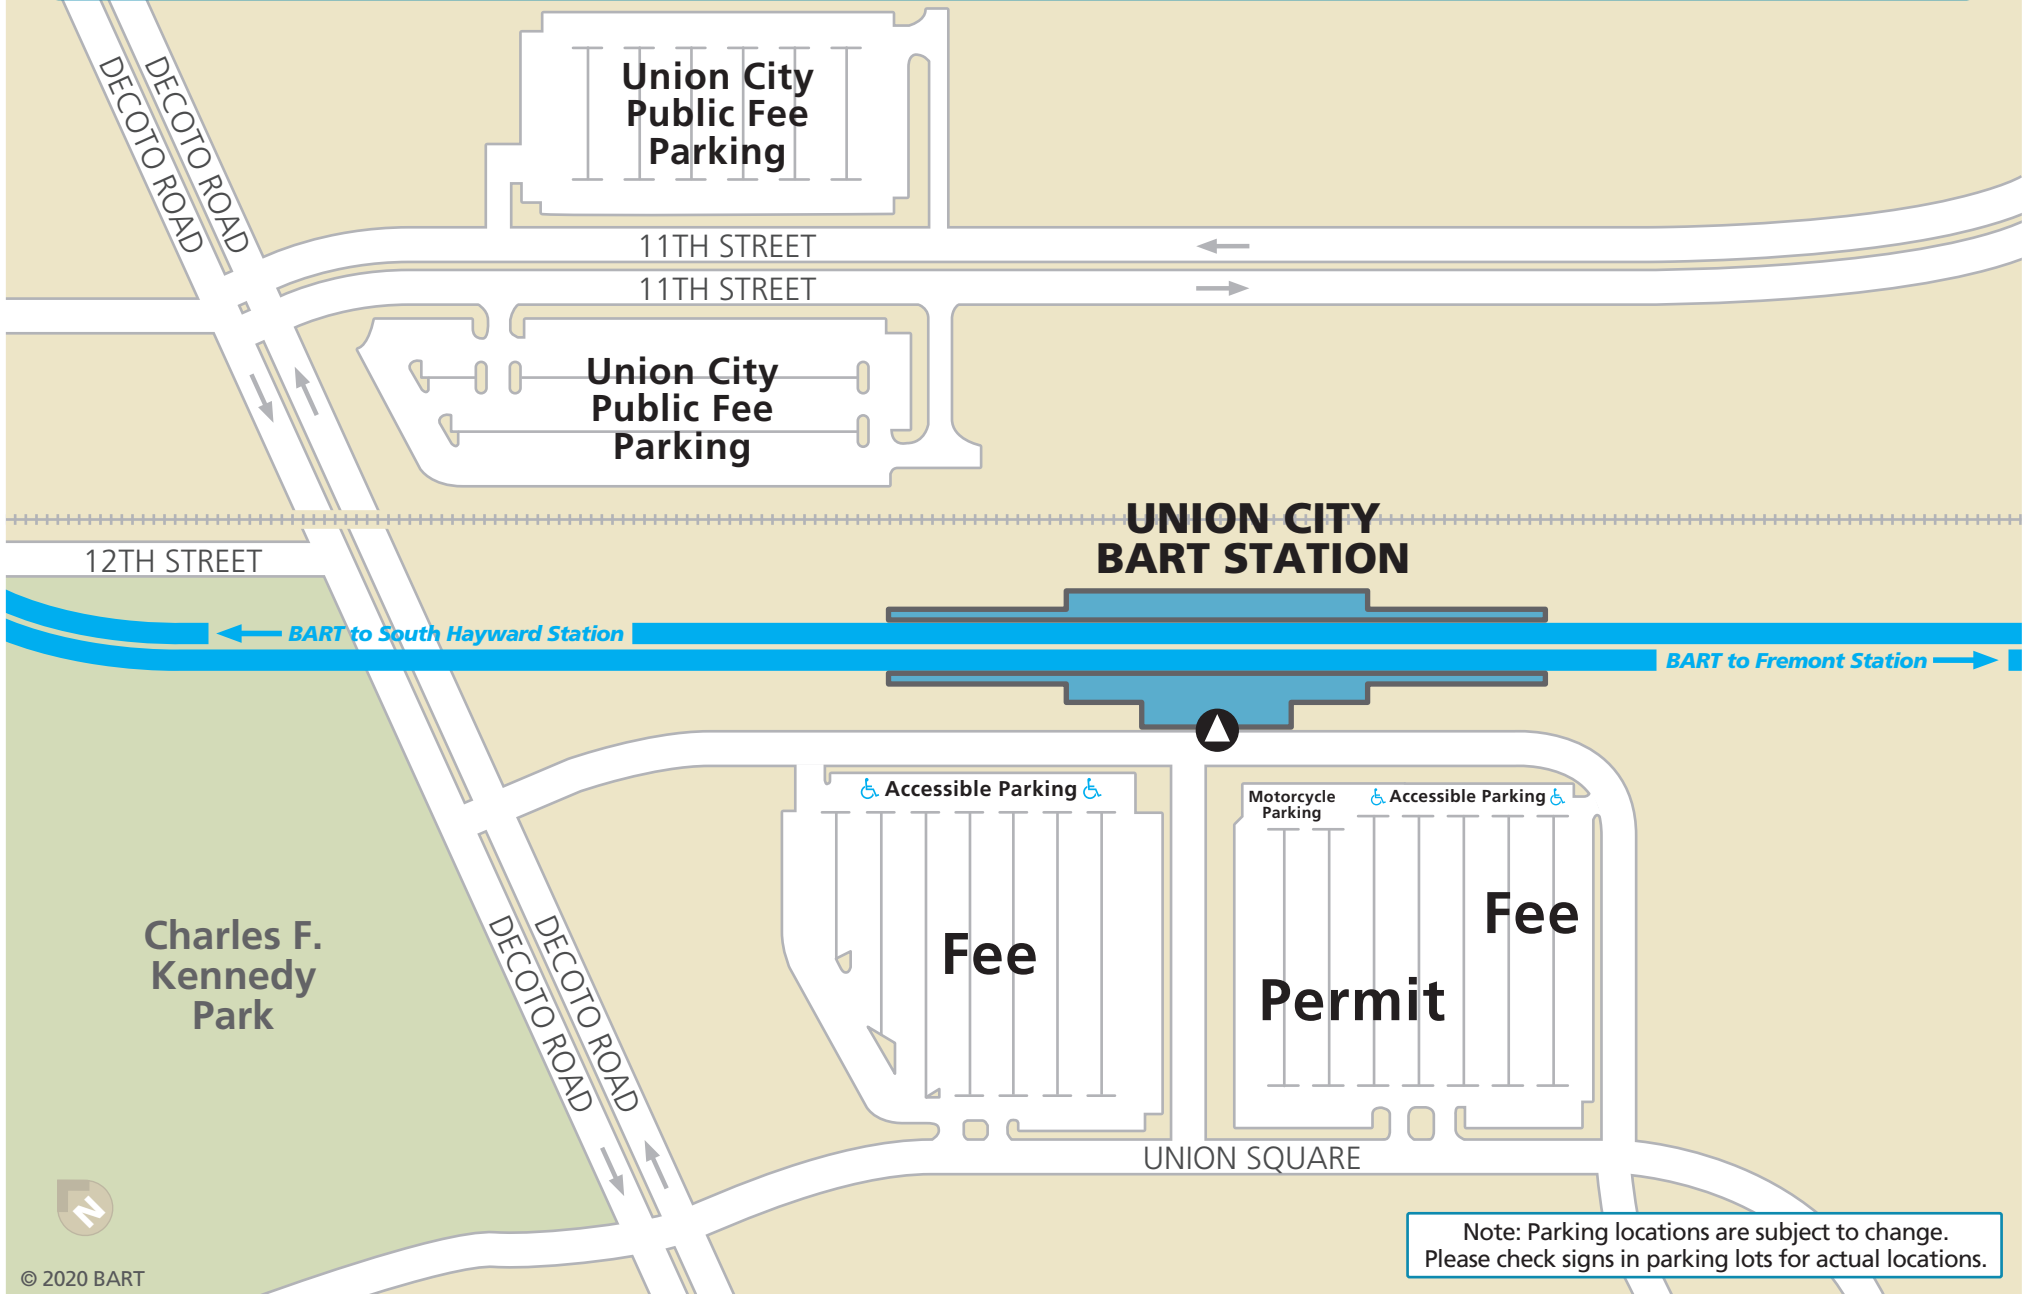 DECOTO ROAD
DECOTO ROAD
Union City
Public Fee
Parking
11TH STREET
11TH STREET
Union City
Public Fee
Parking
UNION CITY
BART STATION
12TH STREET
BART to South Hayward Station
BART to Fremont Station
Accessible Parking
Motorcycle
Parking
Accessible Parking
Fee
Fee
Permit
Charles F.
Kennedy
Park
DECOTO ROAD
DECOTO ROAD
UNION SQUARE
N
Note: Parking locations are subject to change.
Please check signs in parking lots for actual locations.
© 2020 BART